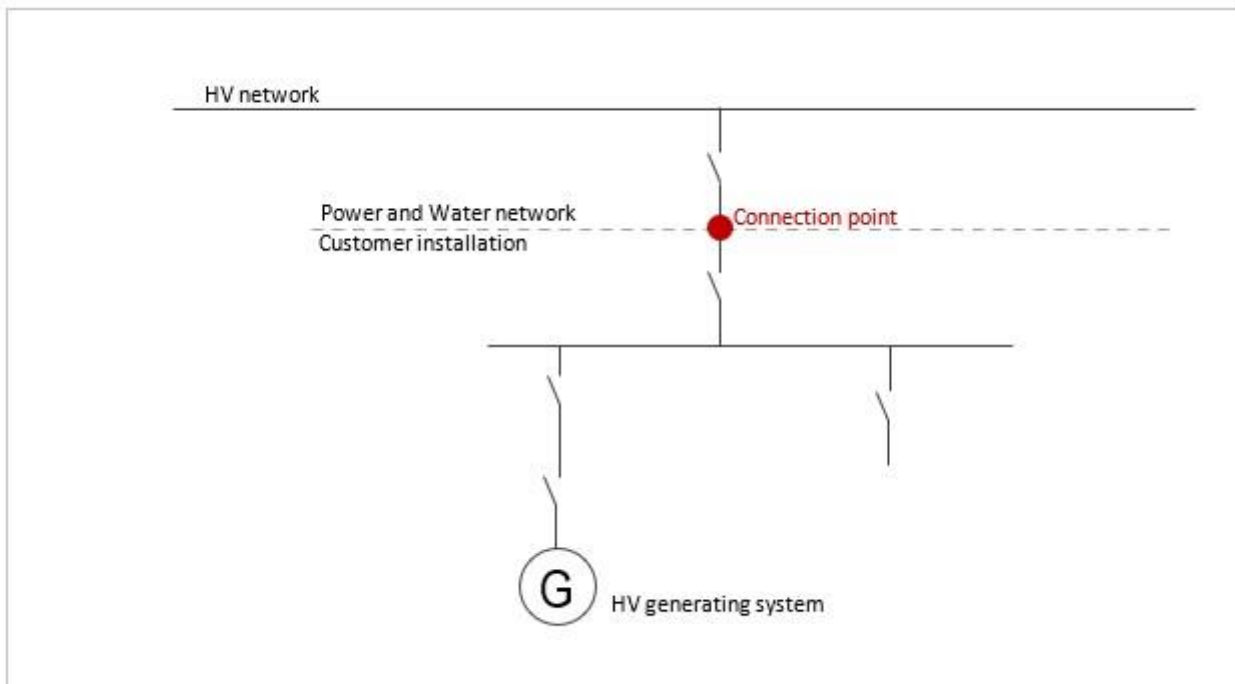 HV network
Power and Water network
Connection point
Customer installation
G
HV generating system